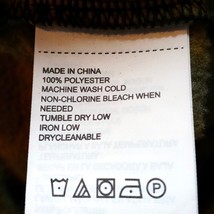 MADE IN CHINA
100% POLYESTER
MACHINE WASH COLD
NON-CHLORINE BLEACH WHEN
NEEDED
TUMBLE DRY LOW
IRON LOW
DRYCLEANABLE